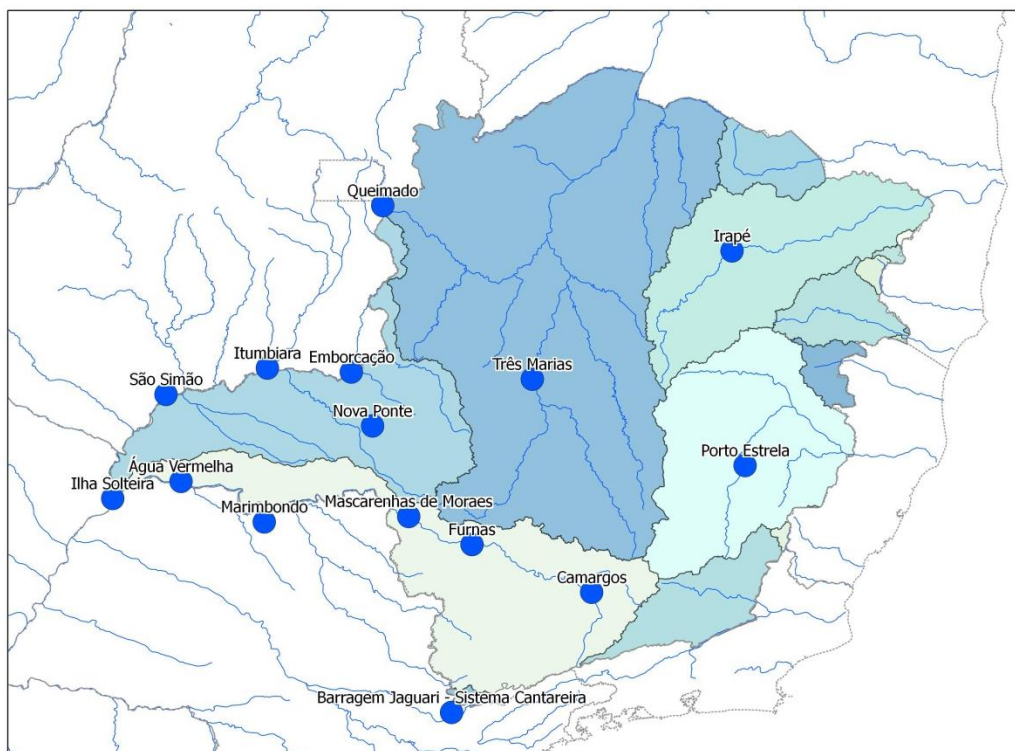 Queimado
Irapé
Itumbiara
Emborcação
Três Marias
São Simão
Nova Ponte
Porto Estrela
Água Vermelha
Ilha Solteira
Marimbondo
Mascarenhas de Moraes
Furnas
Camargos
Barragem Jaguari - Sistema Cantareira